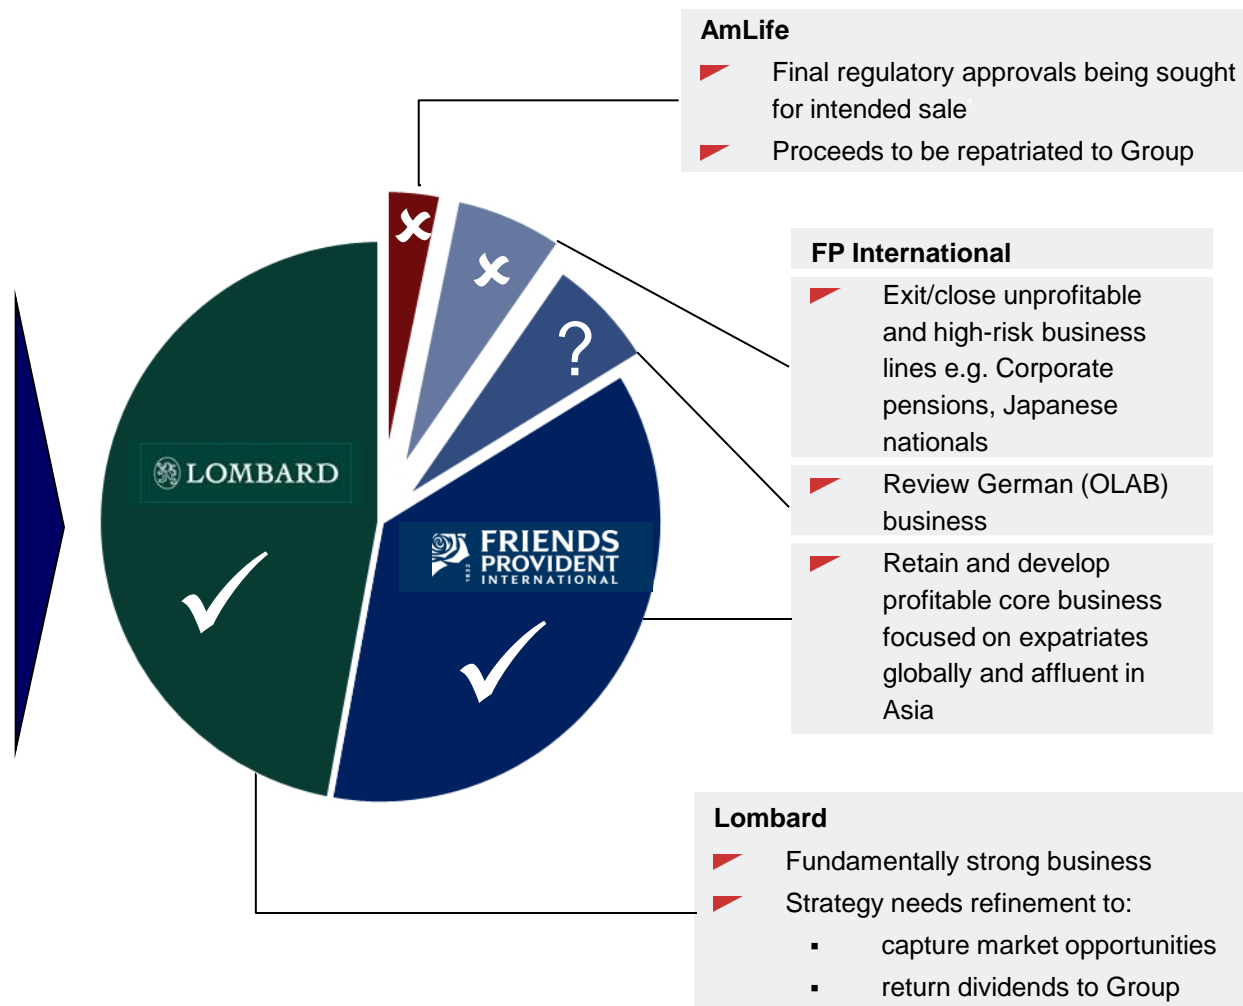 AmLife
Final regulatory approvals being sought
for intended sale
Proceeds to be repatriated to Group
FP International
Exit/close unprofitable
and high-risk business
lines e.g. Corporate
pensions, Japanese
nationals
?
Review German (OLAB)
business
LOMBARD
FRIENDS
PROVIDENT
INTERNATIONAL
1832
Retain and develop
profitable core business
focused on expatriates
globally and affluent in
Asia
Lombard
Fundamentally strong business
Strategy needs refinement to:
▪ capture market opportunities
▪ return dividends to Group